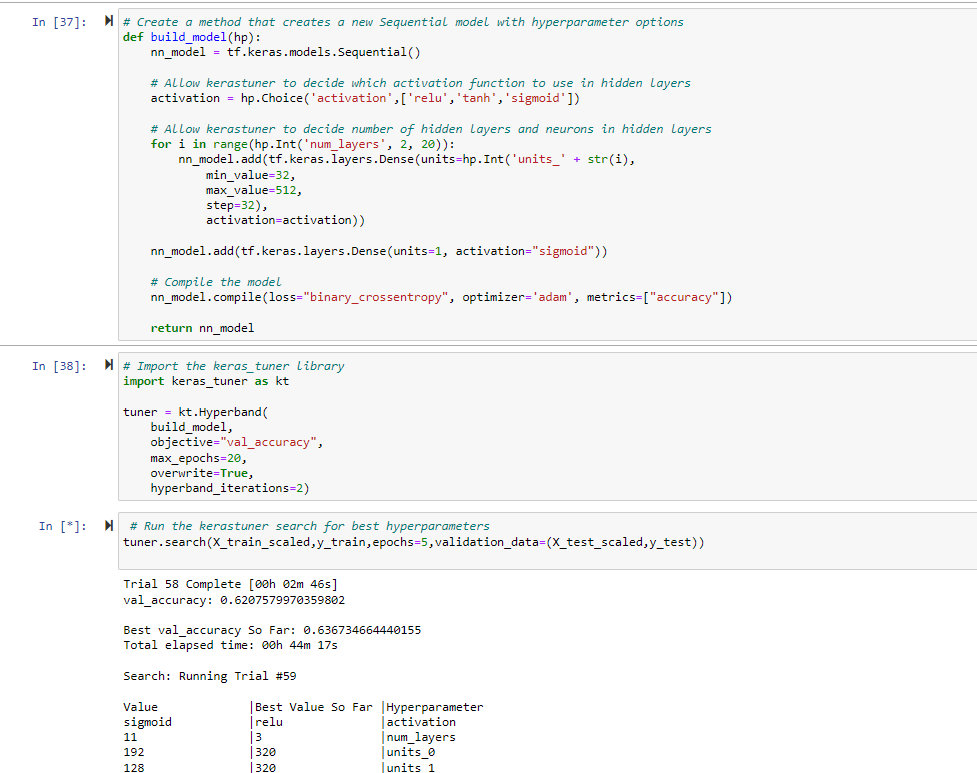 In [37]: # Create a method that creates a new Sequential model with hyperparameter options
def build_model(hp):
    nn_model = tf.keras.models.Sequential()

    # Allow kerastuner to decide which activation function to use in hidden layers
    activation = hp.Choice('activation',['relu','tanh','sigmoid'])

    # Allow kerastuner to decide number of hidden layers and neurons in hidden layers
    for i in range(hp.Int('num_layers', 2, 20)):
        nn_model.add(tf.keras.layers.Dense(units=hp.Int('units_' + str(i),
            min_value=32,
            max_value=512,
            step=32),
            activation=activation))

    nn_model.add(tf.keras.layers.Dense(units=1, activation="sigmoid"))

    # Compile the model
    nn_model.compile(loss="binary_crossentropy", optimizer='adam', metrics=["accuracy"])

    return nn_model
In [38]: # Import the keras_tuner library
import keras_tuner as kt

tuner = kt.Hyperband(
    build_model,
    objective="val_accuracy",
    max_epochs=20,
    overwrite=True,
    hyperband_iterations=2)
In [*]: # Run the kerastuner search for best hyperparameters
tuner.search(X_train_scaled,y_train,epochs=5,validation_data=(X_test_scaled,y_test))

Trial 58 Complete [00h 02m 46s]
val_accuracy: 0.6207579970359802

Best val_accuracy So Far: 0.636734664440155
Total elapsed time: 00h 44m 17s

Search: Running Trial #59

Value             |Best Value So Far |Hyperparameter
sigmoid           |relu              |activation
11                |3                 |num_layers
192               |320               |units_0
128               |320               |units_1